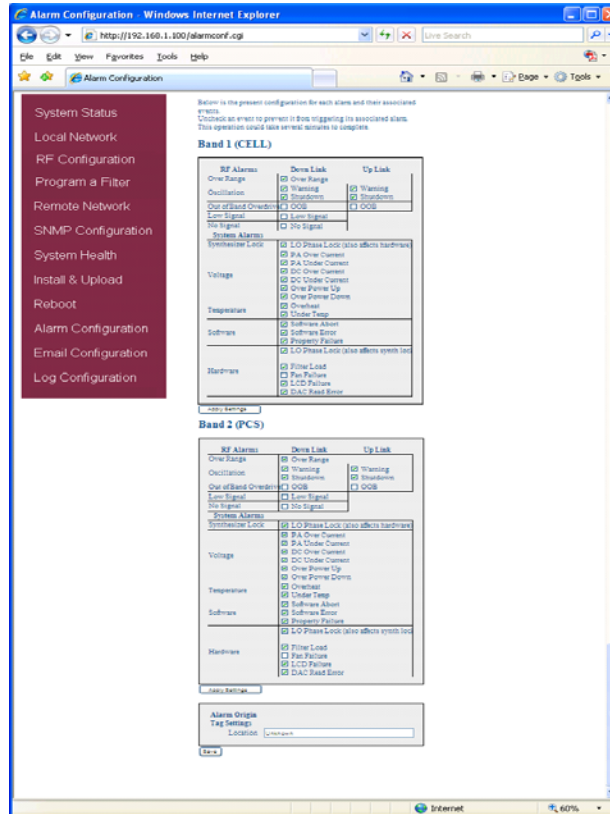 Alarm Configuration - Windows Internet Explorer
http://192.160.1.100/alarmconf.cgi
Live Search
File Edit View Favorites Tools Help
Alarm Configuration
Page Tools
System Status
Local Network
RF Configuration
Program a Filter
Remote Network
SNMP Configuration
System Health
Install & Upload
Reboot
Alarm Configuration
Email Configuration
Log Configuration
Below is the present configuration for each alarm and their associated
events.
Uncheck an event to prevent it from triggering its associated alarm.
This operation could take several minutes to complete.
Band 1 (CELL)
RF Alarms Down Link Up Link
Over Range Over Range
Oscillation Warning Warning
Shutdown Shutdown
Out of Band Overdrive OOB OOB
Low Signal Low Signal
No Signal No Signal
System Alarms
Synthesizer Lock LO Phase Lock (also affects hardware)
Voltage PA Over Current
PA Under Current
DC Over Current
DC Under Current
Over Power Up
Over Power Down
Temperature Overheat
Under Temp
Software Software Abort
Software Error
Property Failure
Hardware LO Phase Lock (also affects synth loc
Filter Load
Fan Failure
LCD Failure
DAC Read Error
Apply Settings
Band 2 (PCS)
RF Alarms Down Link Up Link
Over Range Over Range
Oscillation Warning Warning
Shutdown Shutdown
Out of Band Overdrive OOB OOB
Low Signal Low Signal
No Signal No Signal
System Alarms
Synthesizer Lock LO Phase Lock (also affects hardware)
Voltage PA Over Current
PA Under Current
DC Over Current
DC Under Current
Over Power Up
Over Power Down
Temperature Overheat
Under Temp
Software Software Abort
Software Error
Property Failure
Hardware LO Phase Lock (also affects synth loc
Filter Load
Fan Failure
LCD Failure
DAC Read Error
Apply Settings
Alarm Origin
Tag Settings
Location Unknown
Save
Internet 60%